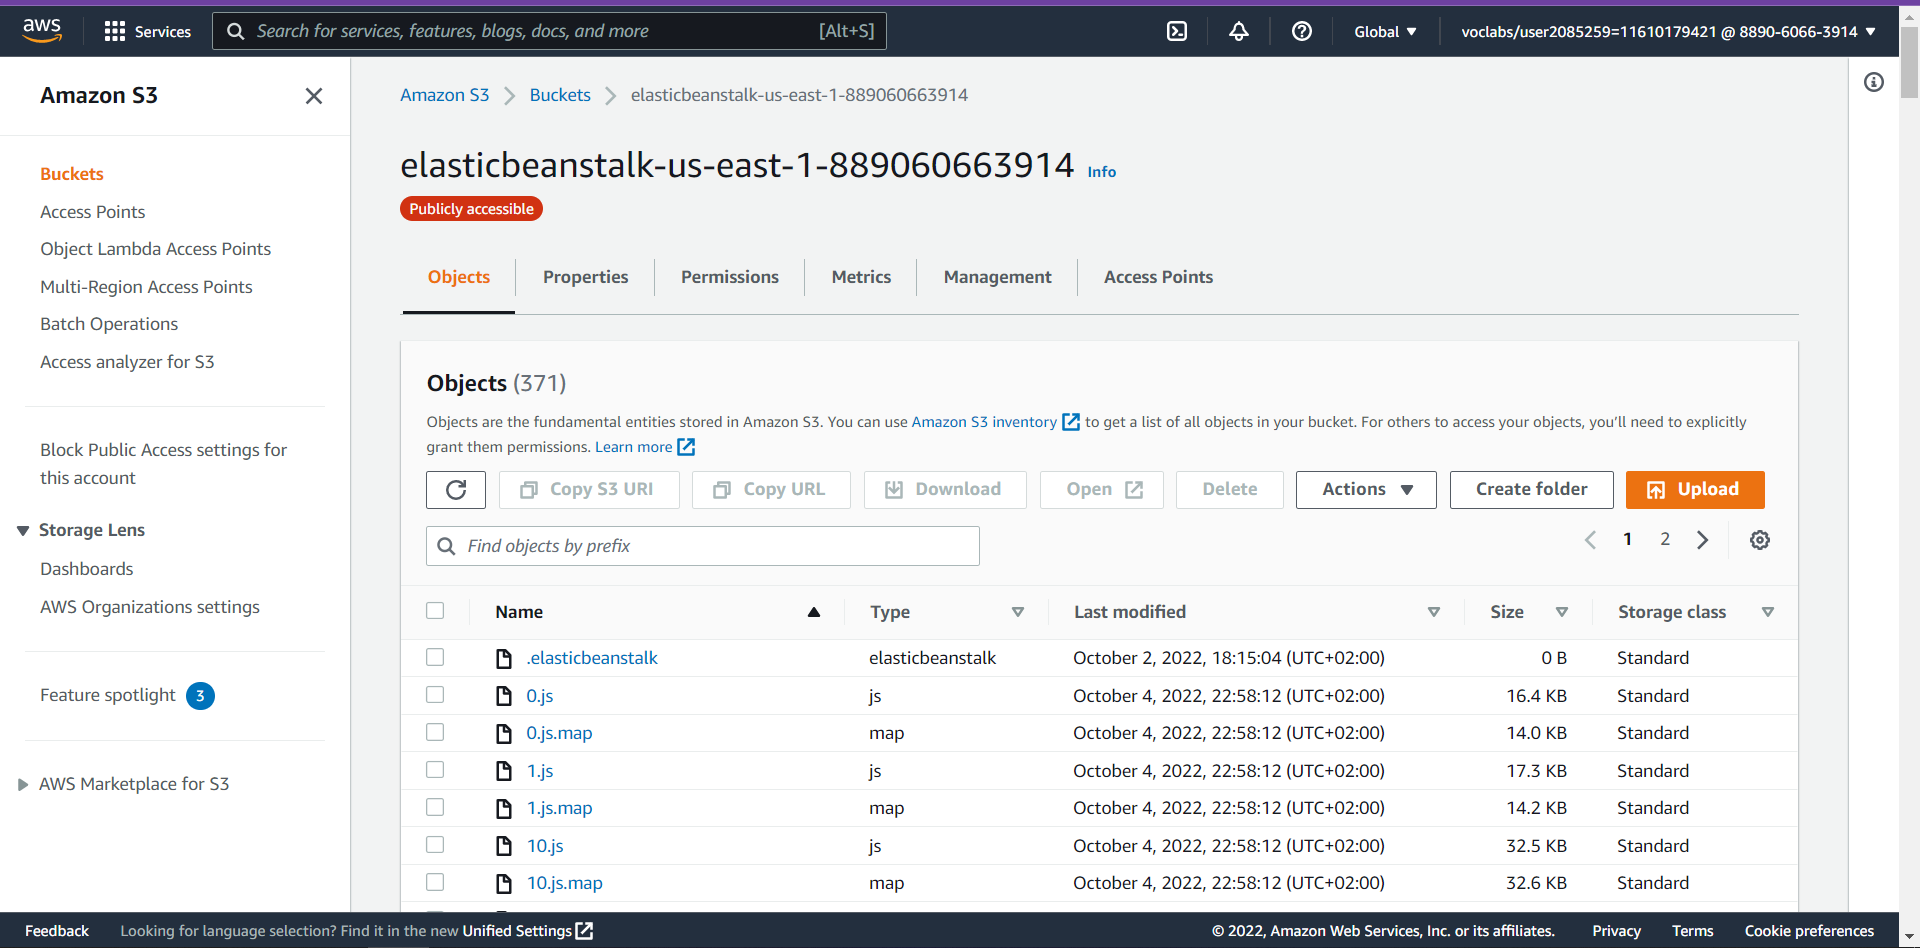 aws Services Search for services, features, blogs, docs, and more [Alt+S] Global voclabs/user2085259=11610179421 @ 8890-6066-3914
Amazon S3
Buckets
Access Points
Object Lambda Access Points
Multi-Region Access Points
Batch Operations
Access analyzer for S3
Block Public Access settings for
this account
Storage Lens
Dashboards
AWS Organizations settings
Feature spotlight 3
AWS Marketplace for S3
Amazon S3 Buckets elasticbeanstalk-us-east-1-889060663914
elasticbeanstalk-us-east-1-889060663914 Info
Publicly accessible
Objects Properties Permissions Metrics Management Access Points
Objects (371)
Objects are the fundamental entities stored in Amazon S3. You can use Amazon S3 inventory to get a list of all objects in your bucket. For others to access your objects, you'll need to explicitly
grant them permissions. Learn more
Copy S3 URI Copy URL Download Open Delete Actions Create folder Upload
Find objects by prefix 1 2
Name Type Last modified Size Storage class
.elasticbeanstalk elasticbeanstalk October 2, 2022, 18:15:04 (UTC+02:00) 0 B Standard
0.js js October 4, 2022, 22:58:12 (UTC+02:00) 16.4 KB Standard
0.js.map map October 4, 2022, 22:58:12 (UTC+02:00) 14.0 KB Standard
1.js js October 4, 2022, 22:58:12 (UTC+02:00) 17.3 KB Standard
1.js.map map October 4, 2022, 22:58:12 (UTC+02:00) 14.2 KB Standard
10.js js October 4, 2022, 22:58:12 (UTC+02:00) 32.5 KB Standard
10.js.map map October 4, 2022, 22:58:12 (UTC+02:00) 32.6 KB Standard
Feedback Looking for language selection? Find it in the new Unified Settings © 2022, Amazon Web Services, Inc. or its affiliates. Privacy Terms Cookie preferences